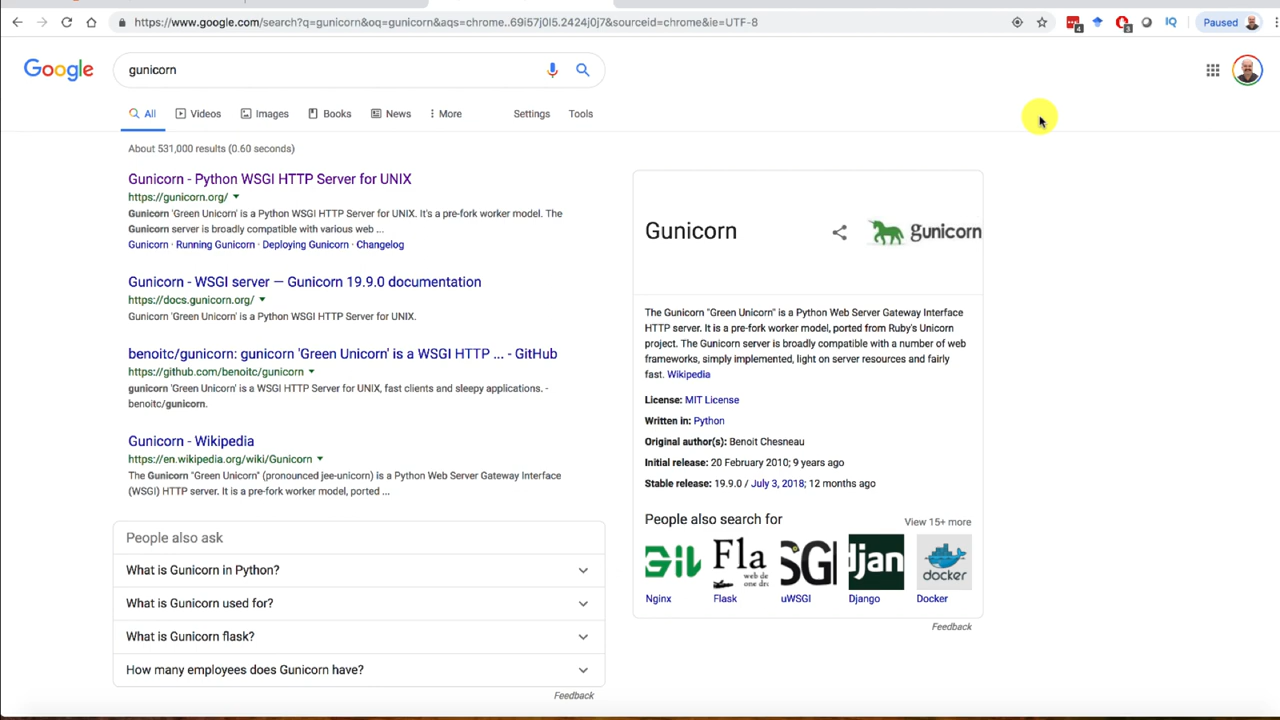 https://www.google.com/search?q=gunicorn&oq=gunicorn&aqs=chrome..69i57j0l5.2424j0j7&sourceid=chrome&ie=UTF-8
4
3
IQ
Paused
Google
gunicorn
All
Videos
Images
Books
News
More
Settings
Tools
About 531,000 results (0.60 seconds)
Gunicorn - Python WSGI HTTP Server for UNIX
https://gunicorn.org/
Gunicorn 'Green Unicorn' is a Python WSGI HTTP Server for UNIX. It's a pre-fork worker model. The
Gunicorn server is broadly compatible with various web ...
Gunicorn · Running Gunicorn · Deploying Gunicorn · Changelog
Gunicorn - WSGI server — Gunicorn 19.9.0 documentation
https://docs.gunicorn.org/
Gunicorn 'Green Unicorn' is a Python WSGI HTTP Server for UNIX.
benoitc/gunicorn: gunicorn 'Green Unicorn' is a WSGI HTTP ... - GitHub
https://github.com/benoitc/gunicorn
gunicorn 'Green Unicorn' is a WSGI HTTP Server for UNIX, fast clients and sleepy applications. -
benoitc/gunicorn.
Gunicorn - Wikipedia
https://en.wikipedia.org/wiki/Gunicorn
The Gunicorn "Green Unicorn" (pronounced jee-unicorn) is a Python Web Server Gateway Interface
(WSGI) HTTP server. It is a pre-fork worker model, ported ...
People also ask
What is Gunicorn in Python?
What is Gunicorn used for?
What is Gunicorn flask?
How many employees does Gunicorn have?
Feedback
Gunicorn
gunicorn
The Gunicorn "Green Unicorn" is a Python Web Server Gateway Interface
HTTP server. It is a pre-fork worker model, ported from Ruby's Unicorn
project. The Gunicorn server is broadly compatible with a number of web
frameworks, simply implemented, light on server resources and fairly
fast. Wikipedia
License: MIT License
Written in: Python
Original author(s): Benoit Chesneau
Initial release: 20 February 2010; 9 years ago
Stable release: 19.9.0 / July 3, 2018; 12 months ago
People also search for
View 15+ more
Fla
web de
one dro
SGI
djan
docker
Nginx
Flask
uWSGI
Django
Docker
Feedback